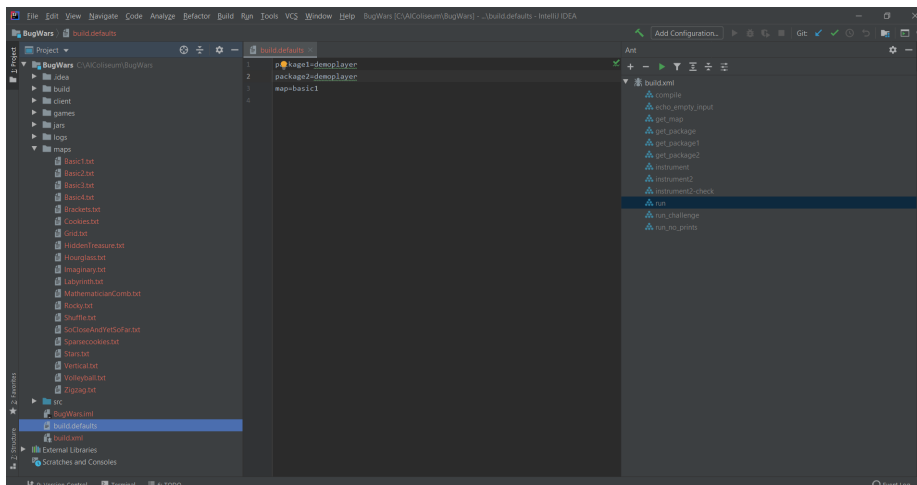 File Edit View Navigate Code Analyze Refactor Build Run Tools VCS Window Help BugWars [C:\AIColiseum\BugWars] - ...\build.defaults - IntelliJ IDEA
BugWars build.defaults Add Configuration... Git:
1: Project
Project
build.defaults
Ant
BugWars C:\AIColiseum\BugWars
.idea
build
client
games
jars
logs
maps
Basic1.txt
Basic2.txt
Basic3.txt
Basic4.txt
Brackets.txt
Cookies.txt
Grid.txt
HiddenTreasure.txt
Hourglass.txt
Imaginary.txt
Labyrinth.txt
MathematicianComb.txt
Rocky.txt
Shuffle.txt
SoCloseAndYetSoFar.txt
Sparsecookies.txt
Stars.txt
Vertical.txt
Volleyball.txt
Zigzag.txt
src
BugWars.iml
build.defaults
build.xml
External Libraries
Scratches and Consoles
1
2 package2=demoplayer
3 map=basic1
4
build.xml
compile
echo_empty_input
get_map
get_package
get_package1
get_package2
instrument
instrument2
instrument2-check
run
run_challenge
run_no_prints
2: Favorites
Z: Structure
9: Version Control Terminal 6: TODO
Event Log